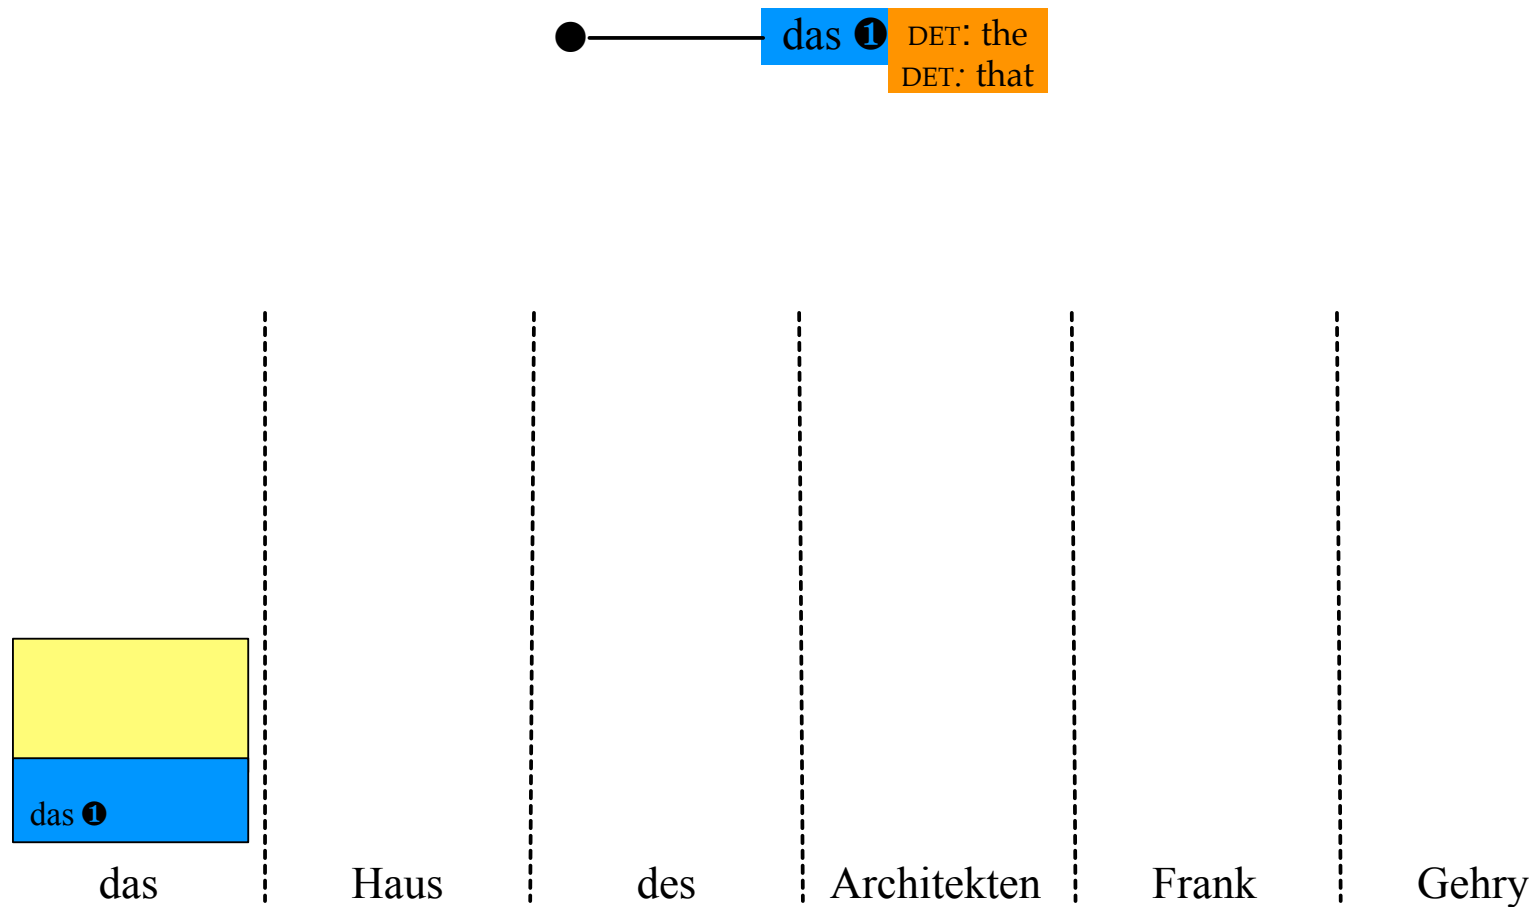 das ❶ DET: the
DET: that
das ❶
das Haus des Architekten Frank Gehry